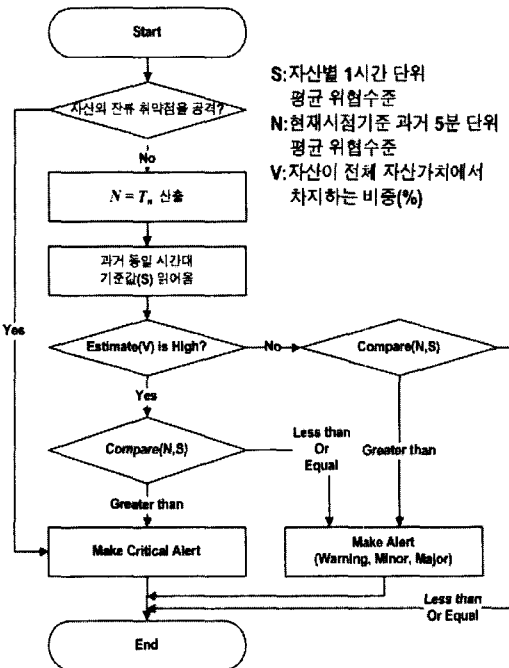 Start
S:자산별 1시간 단위
평균 위협수준
N:현재시점기준 과거 5분 단위
평균 위협수준
V:자산이 전체 자산가치에서
차지하는 비중(%)
자산의 잔류 취약점을 공격?
No
N = Tn 산출
과거 동일 시간대
기준값(S) 읽어옴
Yes
Estimate(V) is High?
No
Compare(N,S)
Yes
Compare(N,S)
Less than
Or
Equal
Greater than
Greater than
Make Critical Alert
Make Alert
(Warning, Minor, Major)
Less than
Or Equal
End